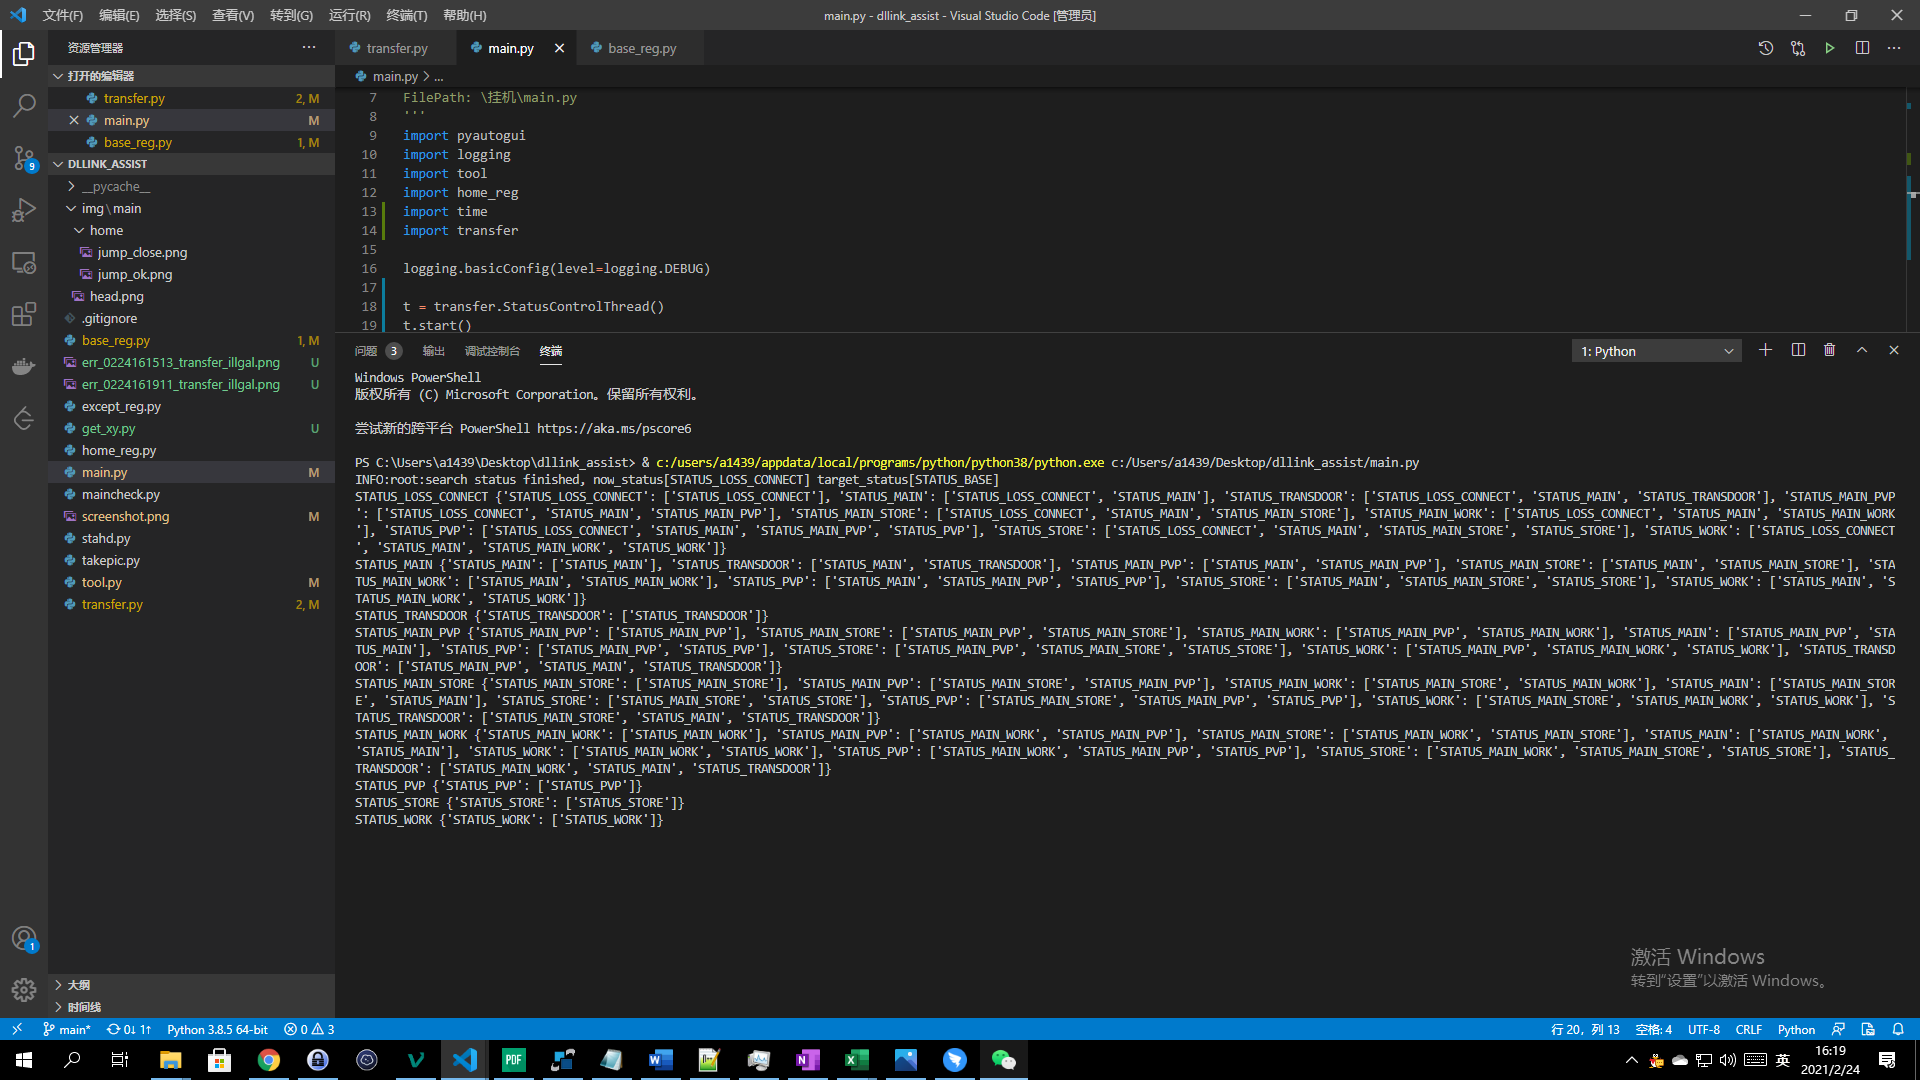 文件(F) 编辑(E) 选择(S) 查看(V) 转到(G) 运行(R) 终端(T) 帮助(H)
main.py - dllink_assist - Visual Studio Code [管理员]
资源管理器
打开的编辑器
transfer.py 2, M
main.py M
base_reg.py 1, M
DLLINK_ASSIST
__pycache__
img\main
home
jump_close.png
jump_ok.png
head.png
.gitignore
base_reg.py 1, M
err_0224161513_transfer_illgal.png U
err_0224161911_transfer_illgal.png U
except_reg.py
get_xy.py U
home_reg.py
main.py M
maincheck.py
screenshot.png M
stahd.py
takepic.py
tool.py M
transfer.py 2, M
大纲
时间线
9
1
transfer.py main.py base_reg.py
main.py > ...
7 FilePath: \挂机\main.py
8 '''
9 import pyautogui
10 import logging
11 import tool
12 import home_reg
13 import time
14 import transfer
15
16 logging.basicConfig(level=logging.DEBUG)
17
18 t = transfer.StatusControlThread()
19 t.start()
问题 3 输出 调试控制台 终端
1: Python
Windows PowerShell
版权所有 (C) Microsoft Corporation。保留所有权利。
尝试新的跨平台 PowerShell https://aka.ms/pscore6
PS C:\Users\a1439\Desktop\dllink_assist> & c:/users/a1439/appdata/local/programs/python/python38/python.exe c:/Users/a1439/Desktop/dllink_assist/main.py
INFO:root:search status finished, now_status[STATUS_LOSS_CONNECT] target_status[STATUS_BASE]
STATUS_LOSS_CONNECT {'STATUS_LOSS_CONNECT': ['STATUS_LOSS_CONNECT'], 'STATUS_MAIN': ['STATUS_LOSS_CONNECT', 'STATUS_MAIN'], 'STATUS_TRANSDOOR': ['STATUS_LOSS_CONNECT', 'STATUS_MAIN', 'STATUS_TRANSDOOR'], 'STATUS_MAIN_PVP
': ['STATUS_LOSS_CONNECT', 'STATUS_MAIN', 'STATUS_MAIN_PVP'], 'STATUS_MAIN_STORE': ['STATUS_LOSS_CONNECT', 'STATUS_MAIN', 'STATUS_MAIN_STORE'], 'STATUS_MAIN_WORK': ['STATUS_LOSS_CONNECT', 'STATUS_MAIN', 'STATUS_MAIN_WORK
'], 'STATUS_PVP': ['STATUS_LOSS_CONNECT', 'STATUS_MAIN', 'STATUS_MAIN_PVP', 'STATUS_PVP'], 'STATUS_STORE': ['STATUS_LOSS_CONNECT', 'STATUS_MAIN', 'STATUS_MAIN_STORE', 'STATUS_STORE'], 'STATUS_WORK': ['STATUS_LOSS_CONNECT
', 'STATUS_MAIN', 'STATUS_MAIN_WORK', 'STATUS_WORK']}
STATUS_MAIN {'STATUS_MAIN': ['STATUS_MAIN'], 'STATUS_TRANSDOOR': ['STATUS_MAIN', 'STATUS_TRANSDOOR'], 'STATUS_MAIN_PVP': ['STATUS_MAIN', 'STATUS_MAIN_PVP'], 'STATUS_MAIN_STORE': ['STATUS_MAIN', 'STATUS_MAIN_STORE'], 'STA
TUS_MAIN_WORK': ['STATUS_MAIN', 'STATUS_MAIN_WORK'], 'STATUS_PVP': ['STATUS_MAIN', 'STATUS_MAIN_PVP', 'STATUS_PVP'], 'STATUS_STORE': ['STATUS_MAIN', 'STATUS_MAIN_STORE', 'STATUS_STORE'], 'STATUS_WORK': ['STATUS_MAIN', 'S
TATUS_MAIN_WORK', 'STATUS_WORK']}
STATUS_TRANSDOOR {'STATUS_TRANSDOOR': ['STATUS_TRANSDOOR']}
STATUS_MAIN_PVP {'STATUS_MAIN_PVP': ['STATUS_MAIN_PVP'], 'STATUS_MAIN_STORE': ['STATUS_MAIN_PVP', 'STATUS_MAIN_STORE'], 'STATUS_MAIN_WORK': ['STATUS_MAIN_PVP', 'STATUS_MAIN_WORK'], 'STATUS_MAIN': ['STATUS_MAIN_PVP', 'STA
TUS_MAIN'], 'STATUS_PVP': ['STATUS_MAIN_PVP', 'STATUS_PVP'], 'STATUS_STORE': ['STATUS_MAIN_PVP', 'STATUS_MAIN_STORE', 'STATUS_STORE'], 'STATUS_WORK': ['STATUS_MAIN_PVP', 'STATUS_MAIN_WORK', 'STATUS_WORK'], 'STATUS_TRANSD
OOR': ['STATUS_MAIN_PVP', 'STATUS_MAIN', 'STATUS_TRANSDOOR']}
STATUS_MAIN_STORE {'STATUS_MAIN_STORE': ['STATUS_MAIN_STORE'], 'STATUS_MAIN_PVP': ['STATUS_MAIN_STORE', 'STATUS_MAIN_PVP'], 'STATUS_MAIN_WORK': ['STATUS_MAIN_STORE', 'STATUS_MAIN_WORK'], 'STATUS_MAIN': ['STATUS_MAIN_STOR
E', 'STATUS_MAIN'], 'STATUS_STORE': ['STATUS_MAIN_STORE', 'STATUS_STORE'], 'STATUS_PVP': ['STATUS_MAIN_STORE', 'STATUS_MAIN_PVP', 'STATUS_PVP'], 'STATUS_WORK': ['STATUS_MAIN_STORE', 'STATUS_MAIN_WORK', 'STATUS_WORK'], 'S
TATUS_TRANSDOOR': ['STATUS_MAIN_STORE', 'STATUS_MAIN', 'STATUS_TRANSDOOR']}
STATUS_MAIN_WORK {'STATUS_MAIN_WORK': ['STATUS_MAIN_WORK'], 'STATUS_MAIN_PVP': ['STATUS_MAIN_WORK', 'STATUS_MAIN_PVP'], 'STATUS_MAIN_STORE': ['STATUS_MAIN_WORK', 'STATUS_MAIN_STORE'], 'STATUS_MAIN': ['STATUS_MAIN_WORK',
'STATUS_MAIN'], 'STATUS_WORK': ['STATUS_MAIN_WORK', 'STATUS_WORK'], 'STATUS_PVP': ['STATUS_MAIN_WORK', 'STATUS_MAIN_PVP', 'STATUS_PVP'], 'STATUS_STORE': ['STATUS_MAIN_WORK', 'STATUS_MAIN_STORE', 'STATUS_STORE'], 'STATUS_
TRANSDOOR': ['STATUS_MAIN_WORK', 'STATUS_MAIN', 'STATUS_TRANSDOOR']}
STATUS_PVP {'STATUS_PVP': ['STATUS_PVP']}
STATUS_STORE {'STATUS_STORE': ['STATUS_STORE']}
STATUS_WORK {'STATUS_WORK': ['STATUS_WORK']}
激活 Windows
转到“设置”以激活 Windows。
main* 0↓ 1↑ Python 3.8.5 64-bit 0 3
行 20, 列 13 空格: 4 UTF-8 CRLF Python
PDF
英
16:19
2021/2/24